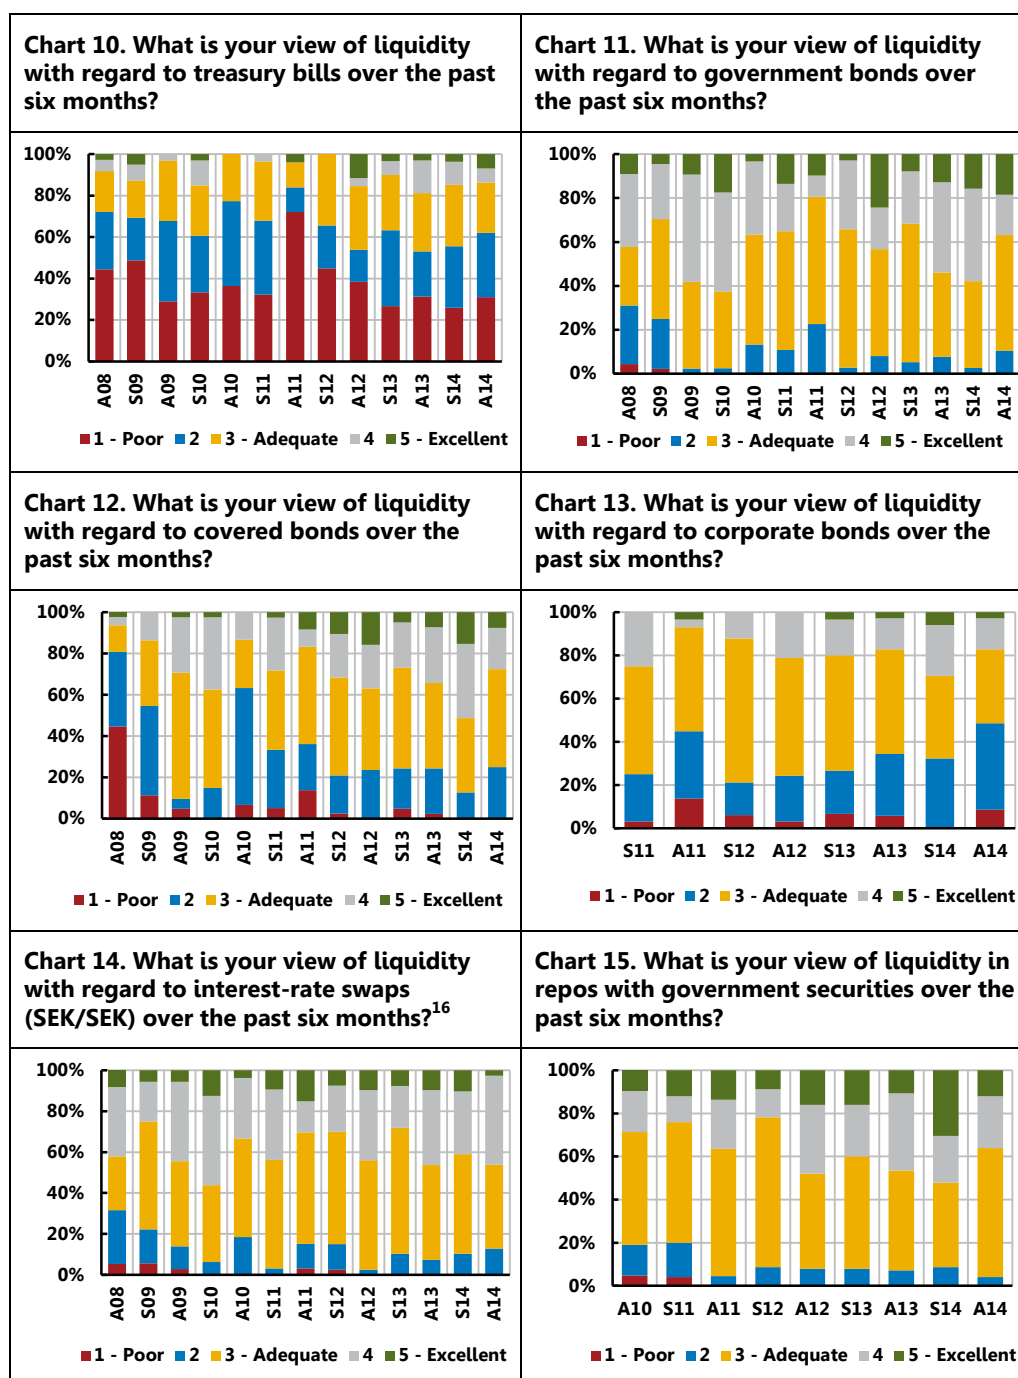 Chart 10. What is your view of liquidity
with regard to treasury bills over the past
six months?
Chart 11. What is your view of liquidity
with regard to government bonds over
the past six months?
100%
80%
60%
40%
20%
0%
A08 S09 A09 S10 A10 S11 A11 S12 A12 S13 A13 S14 A14
1 - Poor 2 3 - Adequate 4 5 - Excellent
100%
80%
60%
40%
20%
0%
A08 S09 A09 S10 A10 S11 A11 S12 A12 S13 A13 S14 A14
1 - Poor 2 3 - Adequate 4 5 - Excellent
Chart 12. What is your view of liquidity
with regard to covered bonds over the
past six months?
Chart 13. What is your view of liquidity
with regard to corporate bonds over the
past six months?
100%
80%
60%
40%
20%
0%
A08 S09 A09 S10 A10 S11 A11 S12 A12 S13 A13 S14 A14
1 - Poor 2 3 - Adequate 4 5 - Excellent
100%
80%
60%
40%
20%
0%
S11 A11 S12 A12 S13 A13 S14 A14
1 - Poor 2 3 - Adequate 4 5 - Excellent
Chart 14. What is your view of liquidity
with regard to interest-rate swaps
(SEK/SEK) over the past six months?16
Chart 15. What is your view of liquidity in
repos with government securities over the
past six months?
100%
80%
60%
40%
20%
0%
A08 S09 A09 S10 A10 S11 A11 S12 A12 S13 A13 S14 A14
1 - Poor 2 3 - Adequate 4 5 - Excellent
100%
80%
60%
40%
20%
0%
A10 S11 A11 S12 A12 S13 A13 S14 A14
1 - Poor 2 3 - Adequate 4 5 - Excellent